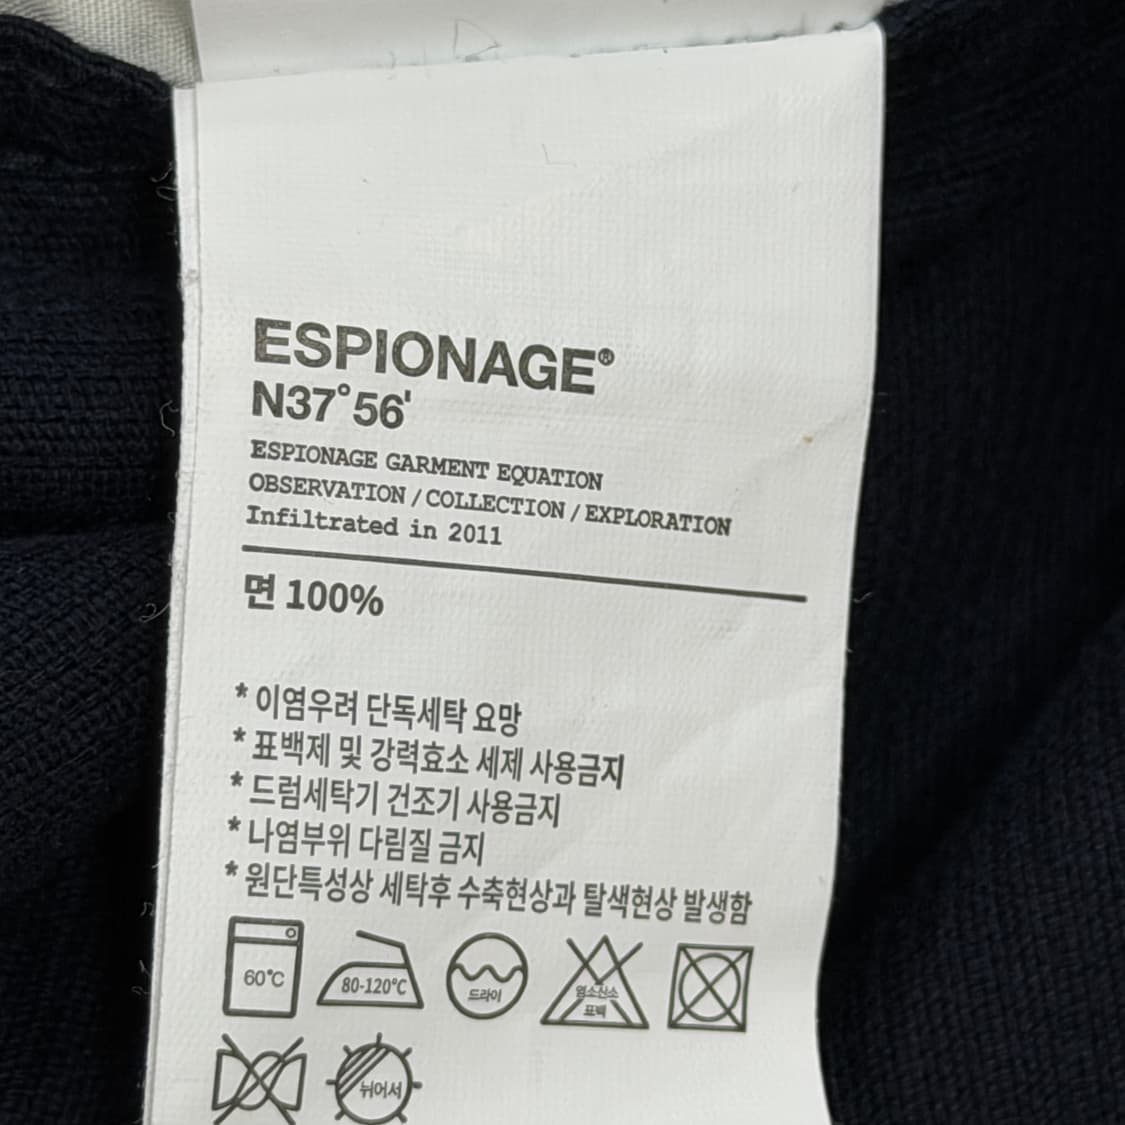 ESPIONAGE®
N37°56'
ESPIONAGE GARMENT EQUATION
OBSERVATION / COLLECTION / EXPLORATION
Infiltrated in 2011
면 100%
* 이염우려 단독세탁 요망
* 표백제 및 강력효소 세제 사용금지
* 드럼세탁기 건조기 사용금지
* 나염부위 다림질 금지
* 원단특성상 세탁후 수축현상과 탈색현상 발생함
60℃ 80-120℃ 드라이 염소산소
표백
뉘어서